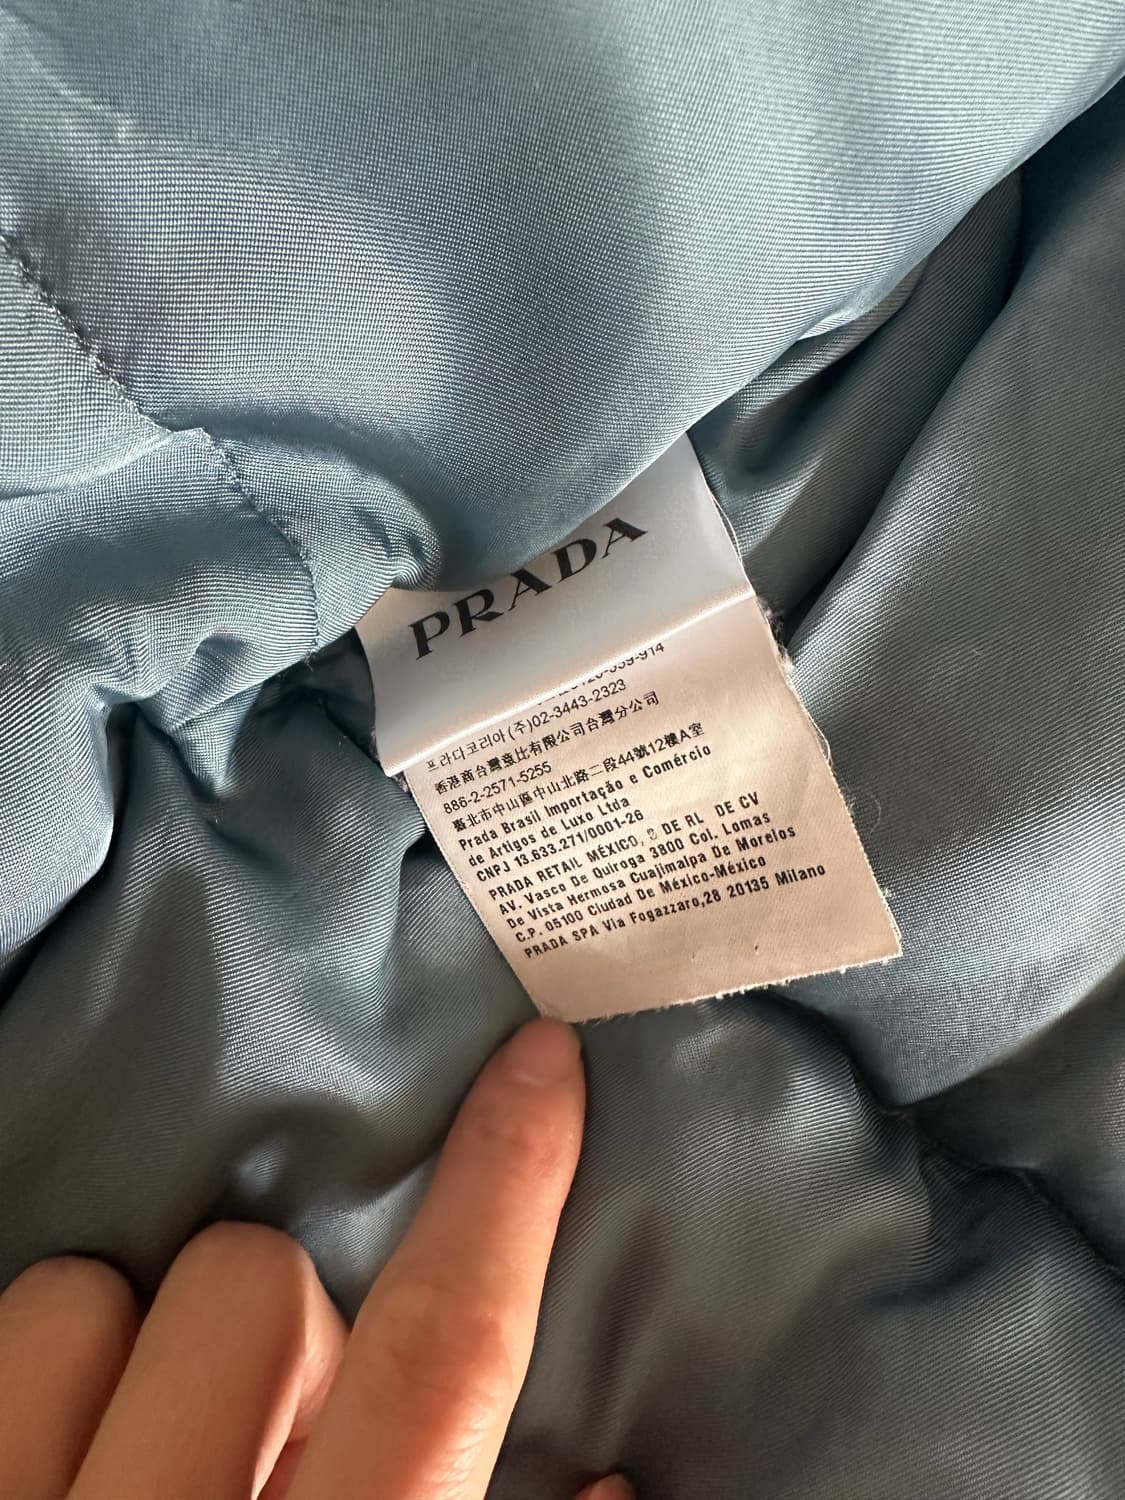 PRADA
프라다코리아(주)02-3443-2323
香港商台灣普比有限公司台灣分公司
886-2-2571-5255
臺北市中山區中山北路二段44號12樓A室
Prada Brasil Importação e Comércio
de Artigos de Luxo Ltda
CNPJ 13.633.271/0001-26
PRADA RETAIL MÉXICO, S DE RL DE CV
AV. Vasco De Quiroga 3800 Col. Lomas
De Vista Hermosa Cuajimalpa De Morelos
C.P. 05100 Ciudad De México-México
PRADA SPA Via Fogazzaro,28 20135 Milano